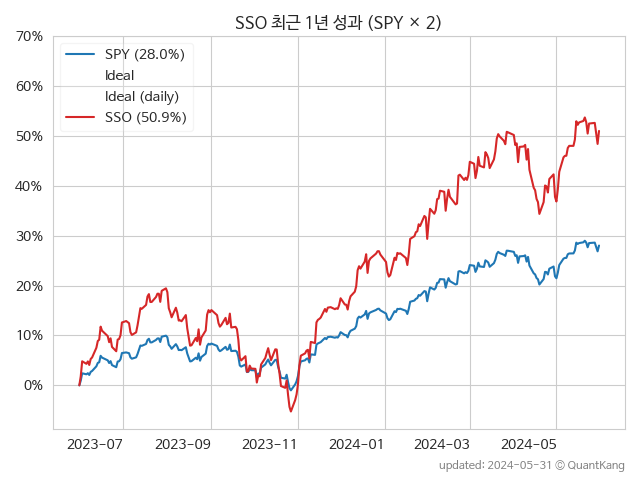 SSO 최근 1년 성과 (SPY × 2)
70%
60%
50%
40%
30%
20%
10%
0%
SPY (28.0%)
Ideal
Ideal (daily)
SSO (50.9%)
2023-07
2023-09
2023-11
2024-01
2024-03
2024-05
updated: 2024-05-31 © QuantKang